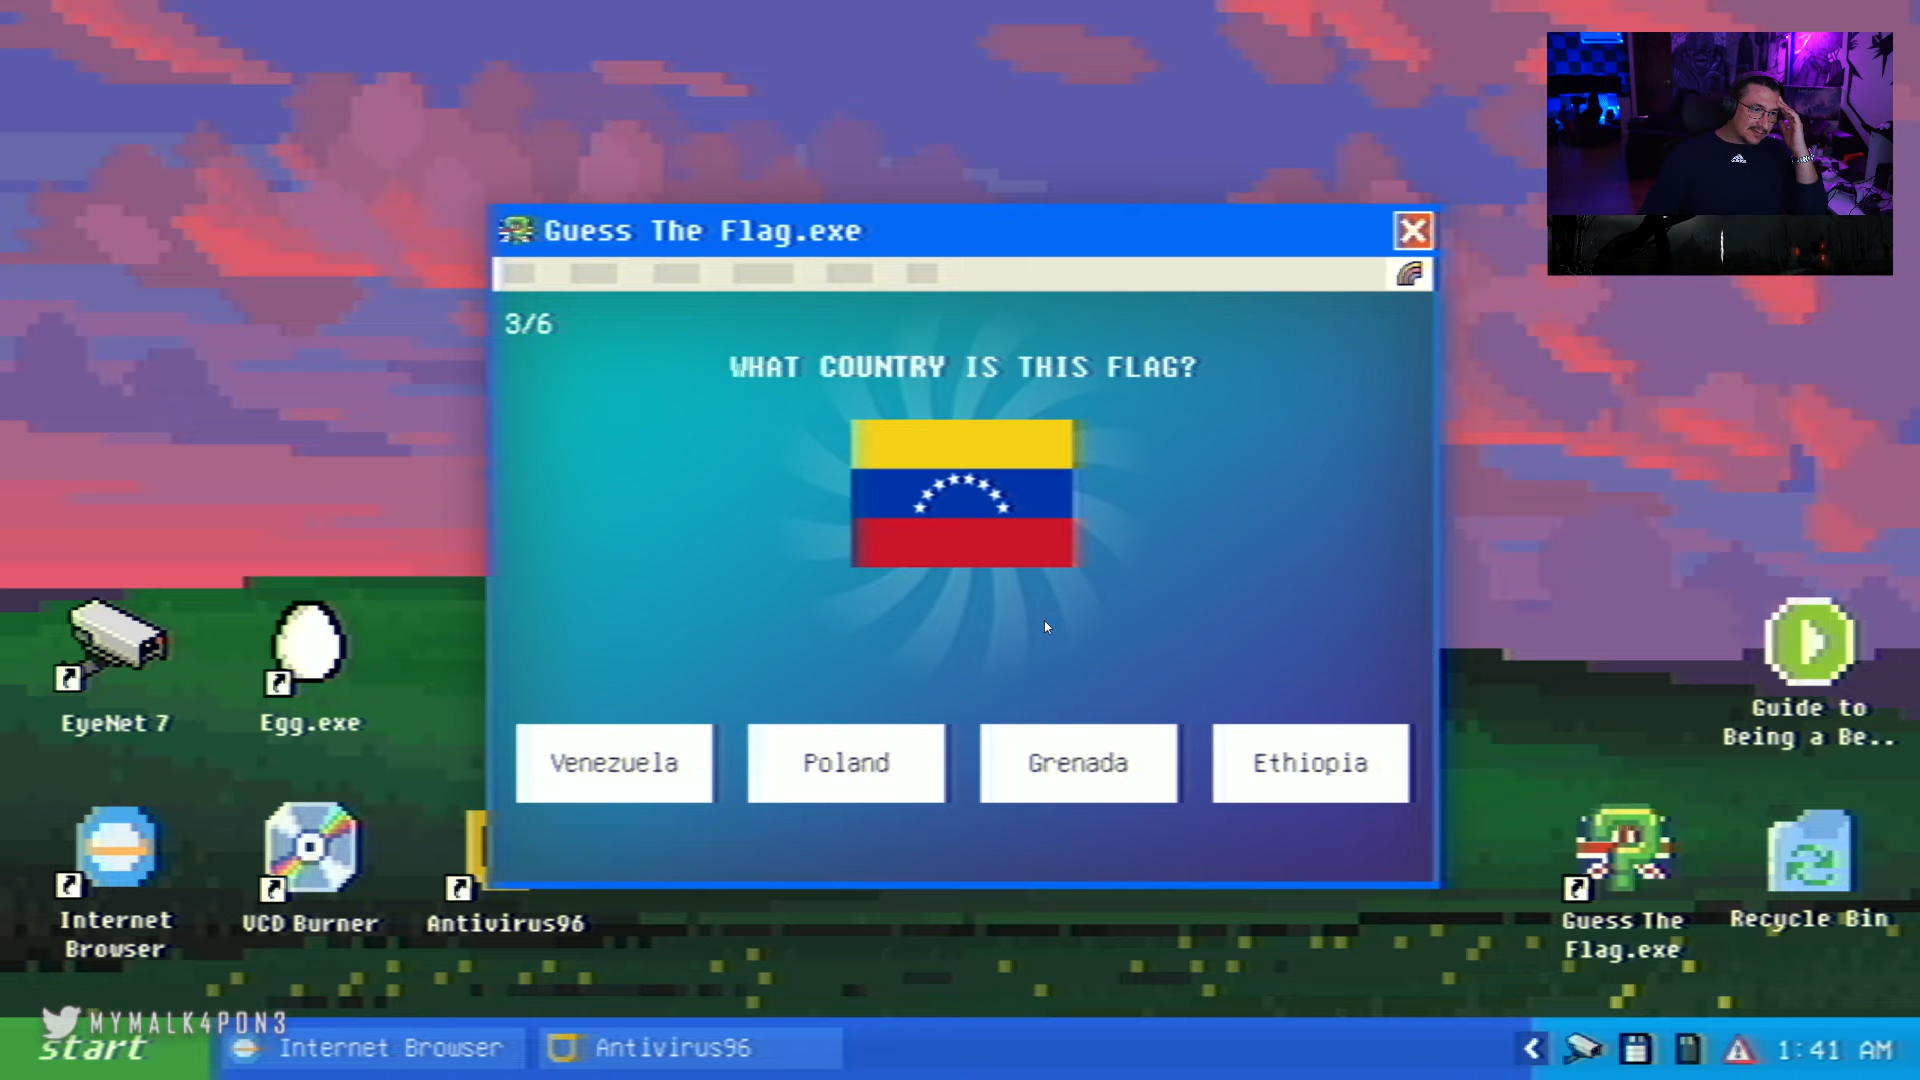 Guess The Flag.exe
3/6
WHAT COUNTRY IS THIS FLAG?
Venezuela
Poland
Grenada
Ethiopia
EyeNet 7
Egg.exe
Guide to
Being a Be..
Internet
Browser
VCD Burner
Antivirus96
Guess The
Flag.exe
Recycle Bin
MYMALK4PON3
start
Internet Browser
Antivirus96
1:41 AM